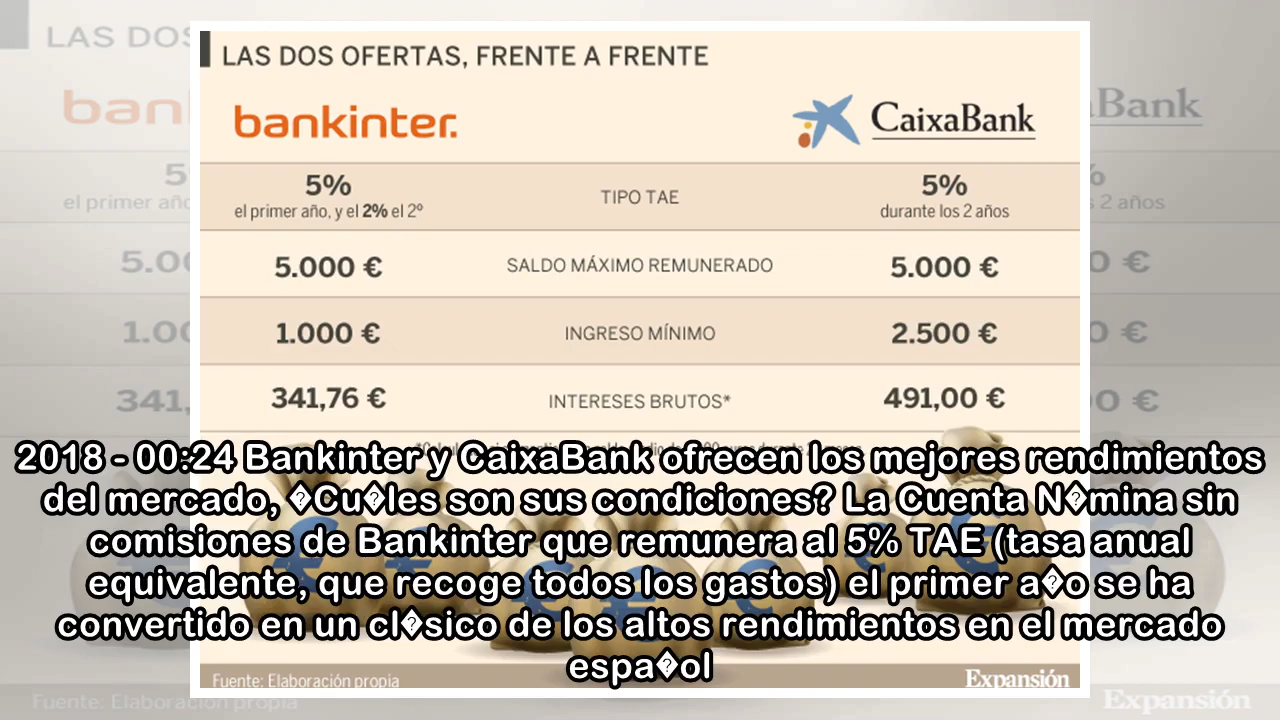 LAS DOS OFERTAS, FRENTE A FRENTE
bankinter. CaixaBank
5% TIPO TAE 5%
el primer año, y el 2% el 2º durante los 2 años
5.000 € SALDO MÁXIMO REMUNERADO 5.000 €
1.000 € INGRESO MÍNIMO 2.500 €
341,76 € INTERESES BRUTOS* 491,00 €
2018 - 00:24 Bankinter y CaixaBank ofrecen los mejores rendimientos
del mercado, �Cu�les son sus condiciones? La Cuenta N�mina sin
comisiones de Bankinter que remunera al 5% TAE (tasa anual
equivalente, que recoge todos los gastos) el primer a�o se ha
convertido en un cl�sico de los altos rendimientos en el mercado
espa�ol
Fuente: Elaboración propia Expansión